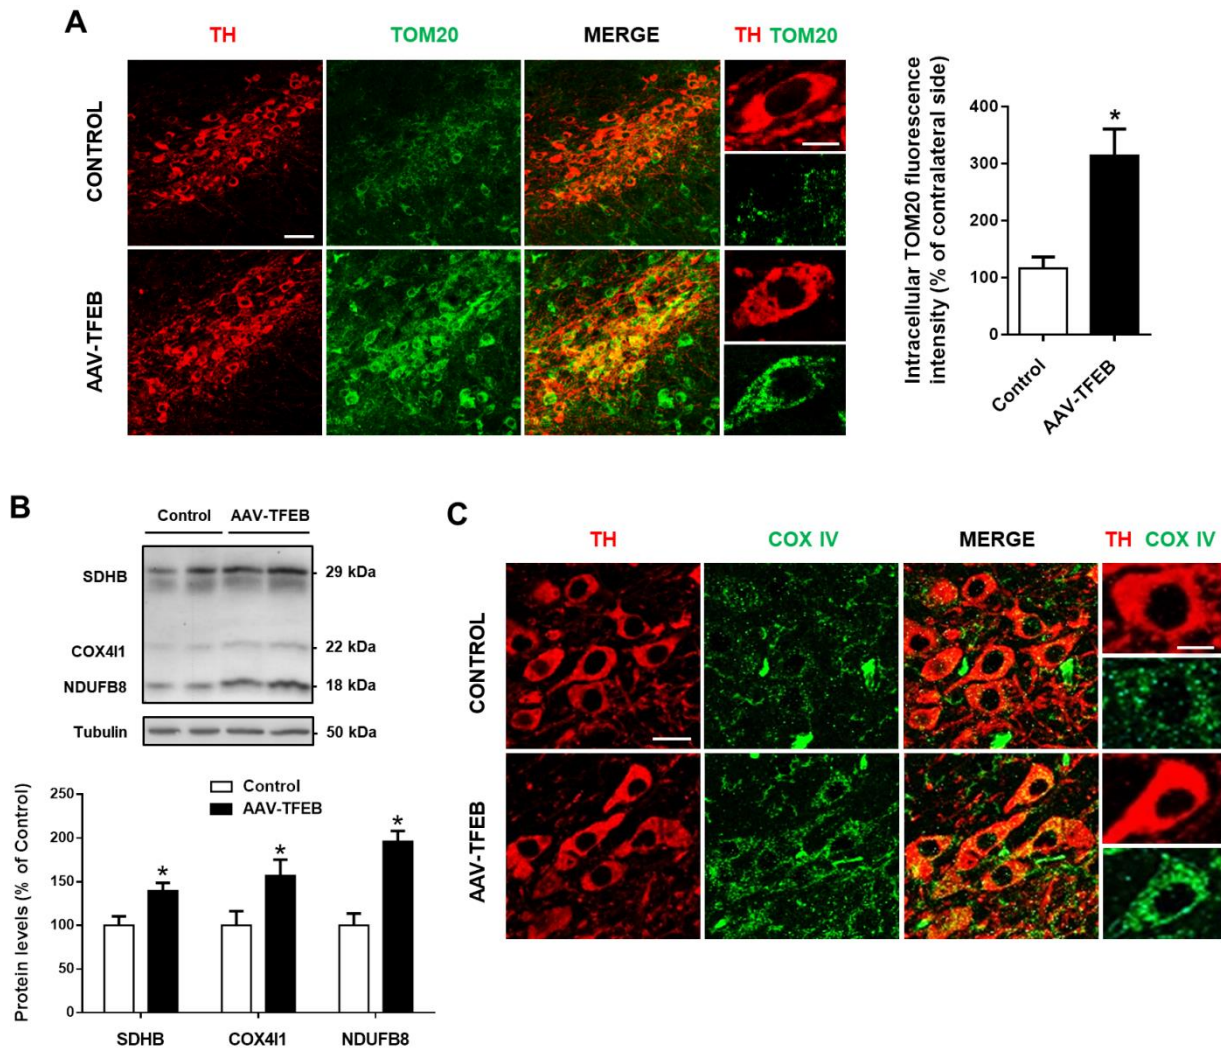 A
TH TOM20 MERGE TH TOM20
CONTROL
AAV-TFEB
Intracellular TOM20 fluorescence
intensity (% of contralateral side)
400
300
200
100
0
*
Control
AAV-TFEB
B
Control AAV-TFEB
SDHB 29 kDa
COX4I1 22 kDa
NDUFB8 18 kDa
Tubulin 50 kDa
Protein levels (% of Control)
250
200
150
100
50
0
Control
AAV-TFEB
* * *
SDHB COX4I1 NDUFB8
C
TH COX IV MERGE TH COX IV
CONTROL
AAV-TFEB